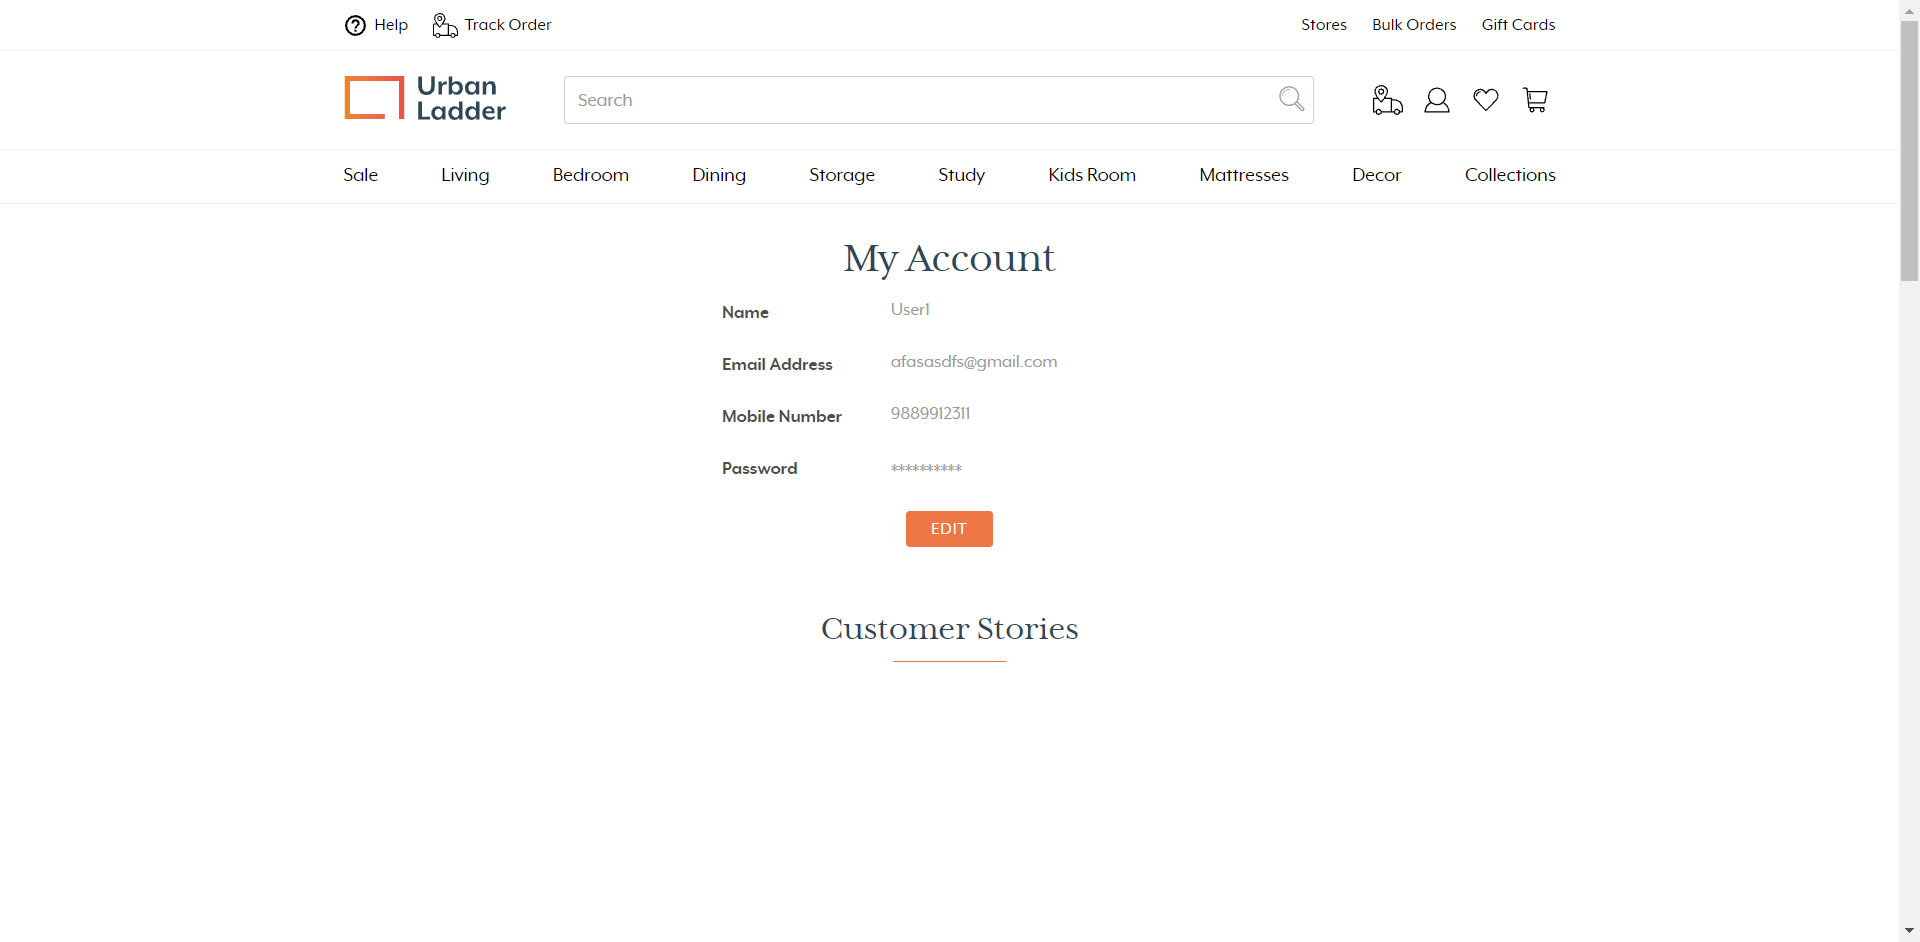 Help Track Order Stores Bulk Orders Gift Cards
Urban
Ladder
Search
Sale Living Bedroom Dining Storage Study Kids Room Mattresses Decor Collections
My Account
Name User1
Email Address afasasdfs@gmail.com
Mobile Number 9889912311
Password **********
EDIT
Customer Stories